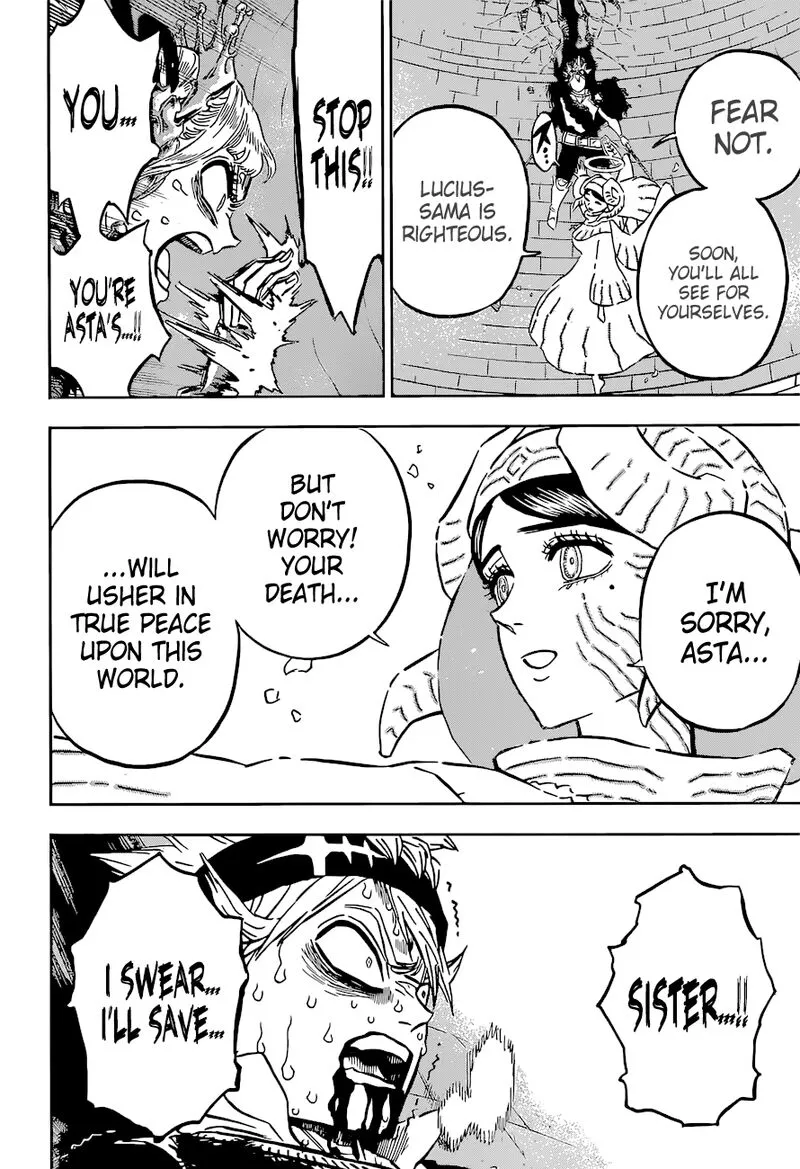 FEAR
NOT.
SOON,
YOU'LL ALL
SEE FOR
YOURSELVES.
LUCIUS-
SAMA IS
RIGHTEOUS.
STOP
THIS!!
YOU...
YOU'RE
ASTA'S...!!
I'M
SORRY,
ASTA...
BUT
DON'T
WORRY!
YOUR
DEATH...
...WILL
USHER IN
TRUE PEACE
UPON THIS
WORLD.
SISTER...!!
I SWEAR...
I'LL SAVE...